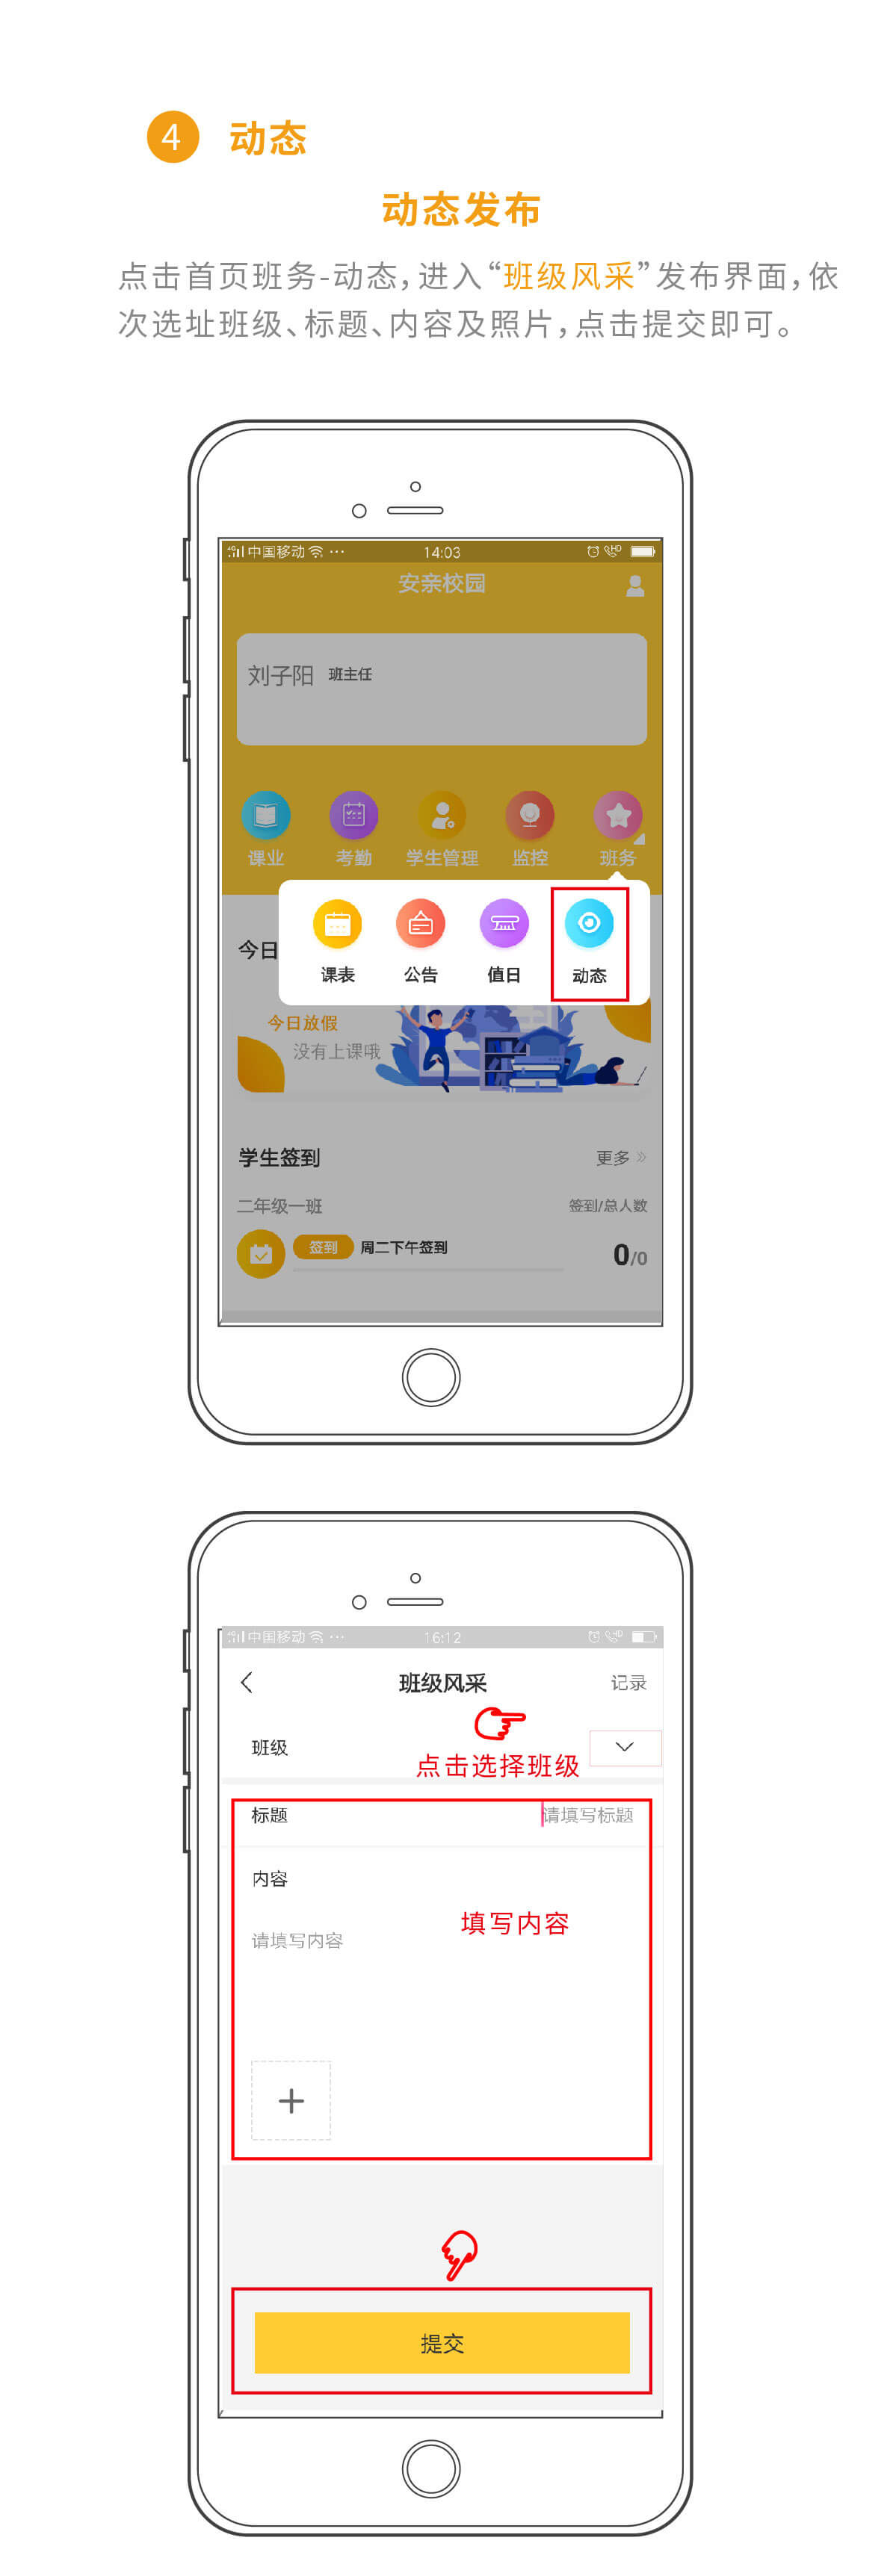 4 动态
动态发布
点击首页班务-动态，进入“班级风采”发布界面，依
次选址班级、标题、内容及照片，点击提交即可。
中国移动 ··· 14:03 HD
安亲校园
刘子阳 班主任
课业 考勤 学生管理 监控 班务
今日
课表 公告 值日 动态
今日放假
没有上课哦
学生签到 更多 »
二年级一班 签到/总人数
签到 周二下午签到 0/0
中国移动 ··· 16:12 HD
班级风采 记录
班级
点击选择班级
标题 请填写标题
内容
填写内容
请填写内容
提交